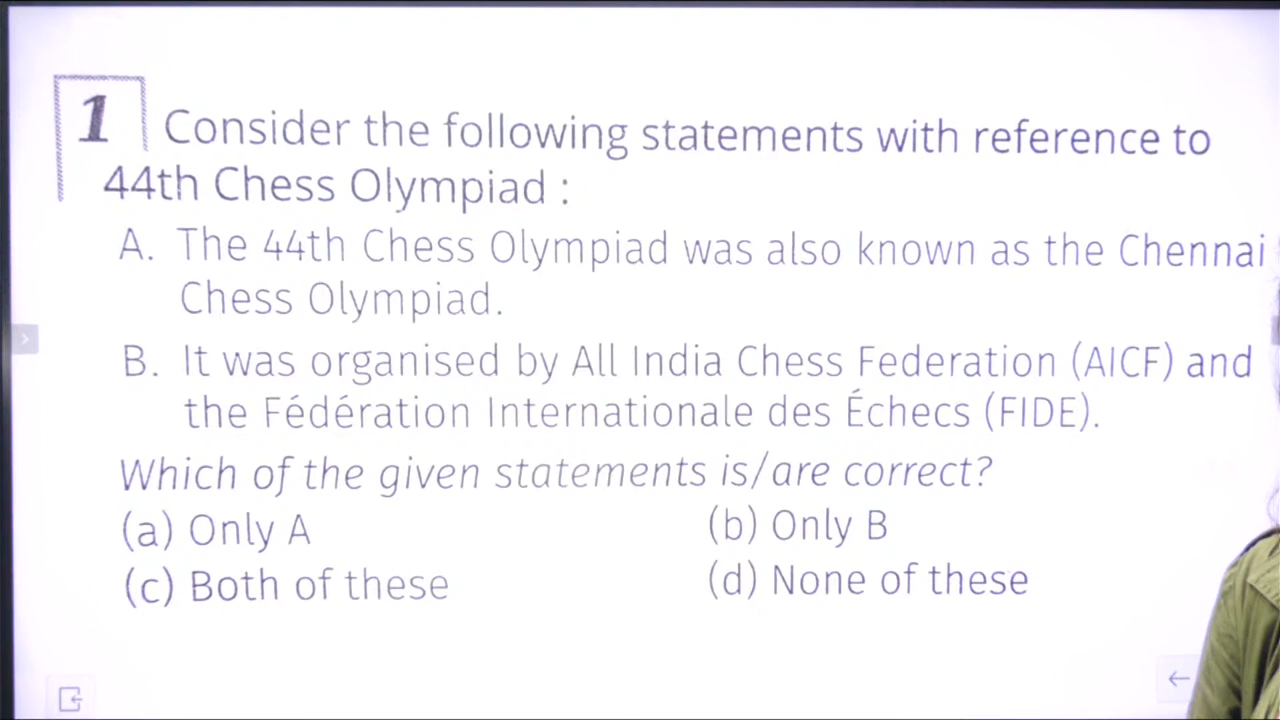 1 Consider the following statements with reference to
44th Chess Olympiad :
A. The 44th Chess Olympiad was also known as the Chennai
Chess Olympiad.
B. It was organised by All India Chess Federation (AICF) and
the Fédération Internationale des Échecs (FIDE).
Which of the given statements is/are correct?
(a) Only A (b) Only B
(c) Both of these (d) None of these